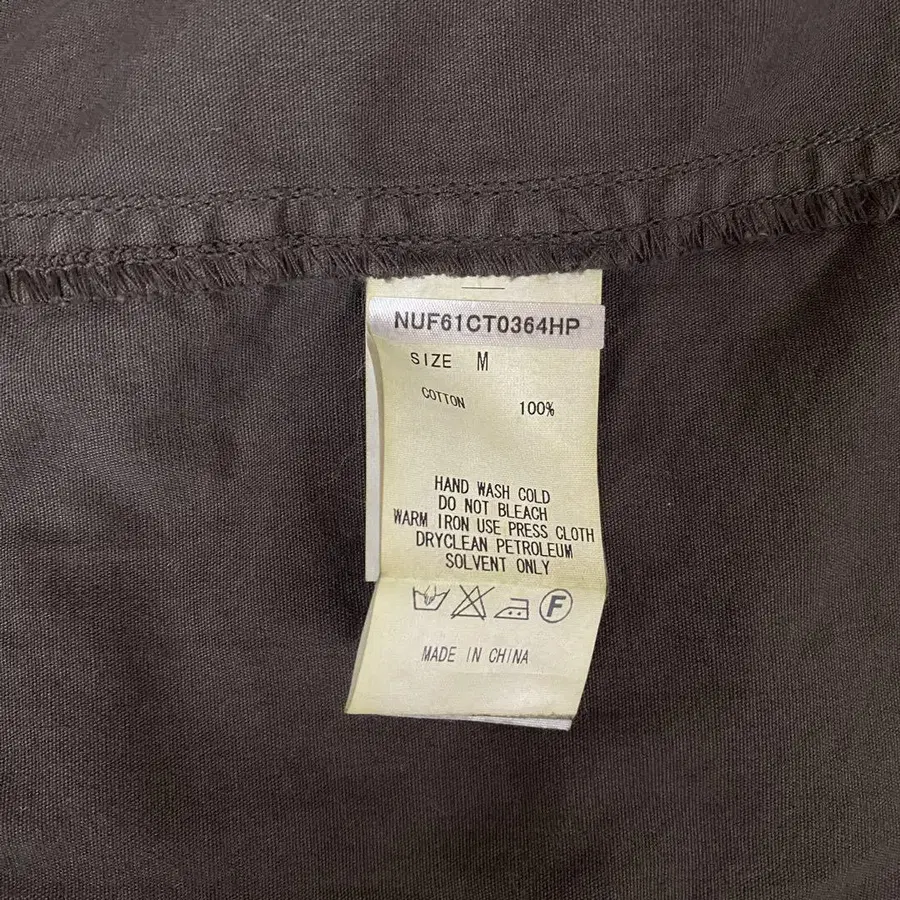 NUF61CT0364HP
SIZE M
COTTON 100%
HAND WASH COLD
DO NOT BLEACH
WARM IRON USE PRESS CLOTH
DRYCLEAN PETROLEUM
SOLVENT ONLY
F
MADE IN CHINA